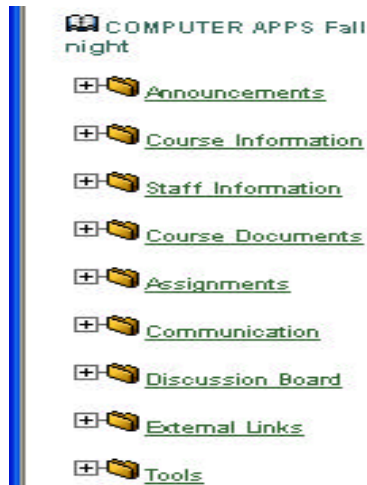 COMPUTER APPS Fall
night
Announcements
Course Information
Staff Information
Course Documents
Assignments
Communication
Discussion Board
External Links
Tools